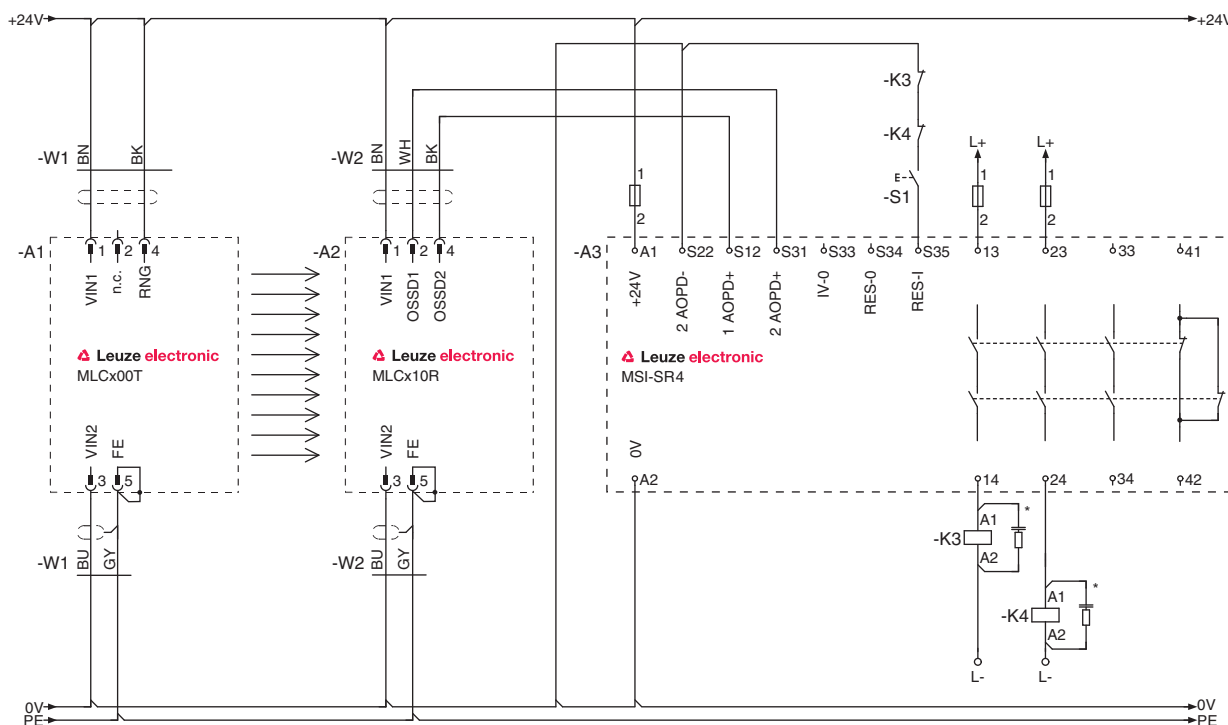 +24V
+24V
-K3
-K4
L+
L+
-W1
BN
BK
-W2
BN
WH
BK
1
2
E
-S1
1
2
1
2
-A1
1
2
4
-A2
1
2
4
-A3
A1
S22
S12
S31
S33
S34
S35
13
23
33
41
VIN1
n.c.
RNG
VIN1
OSSD1
OSSD2
+24V
2 AOPD-
1 AOPD+
2 AOPD+
IV-0
RES-0
RES-I
Leuze electronic
MLCx00T
Leuze electronic
MLCx10R
Leuze electronic
MSI-SR4
VIN2
FE
VIN2
FE
0V
3
5
3
5
A2
14
24
34
42
-K3
A1
A2
*
-W1
BU
GY
-W2
BU
GY
-K4
A1
A2
*
L-
L-
0V
0V
PE
PE